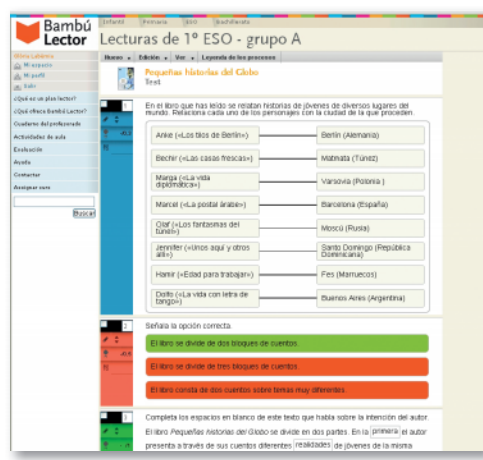 Bambú
Lector
Infantil
Primaria
ESO
Bachillerato
Lecturas de 1º ESO - grupo A
Mi espacio
Mi perfil
Salir
¿Qué es un plan lector?
¿Qué ofrece Bambú Lector?
Cuaderno del profesorado
Actividades de aula
Evaluación
Ayuda
Contactar
Asegurar curs
Buscar
Nuevo
Edición
Ver
Leyenda de los procesos
Pequeñas historias del Globo
Test
1
En el libro que has leído se relatan historias de jóvenes de diversos lugares del
mundo. Relaciona cada uno de los personajes con la ciudad de la que proceden.
Anke («Los tilos de Berlín»)
Berlín (Alemania)
Bechir («Las casas frescas»)
Matmata (Túnez)
Marga («La vida
diplomática»)
Varsovia (Polonia )
Marcel («La postal árabe»)
Barcelona (España)
Olaf («Los fantasmas del
túnel»)
Moscú (Rusia)
Jennifer («Unos aquí y otros
allí»)
Santo Domingo (República
Dominicana)
Hamir («Edad para trabajar»)
Fes (Marruecos)
Dolfo («La vida con letra de
tango»)
Buenos Aires (Argentina)
2
Señala la opción correcta.
El libro se divide de dos bloques de cuentos.
El libro se divide de tres bloques de cuentos.
El libro consta de dos cuentos sobre temas muy diferentes.
3
Completa los espacios en blanco de este texto que habla sobre la intención del autor.
El libro Pequeñas historias del Globo se divide en dos partes. En la primera el autor
presenta a través de sus cuentos diferentes realidades de jóvenes de la misma